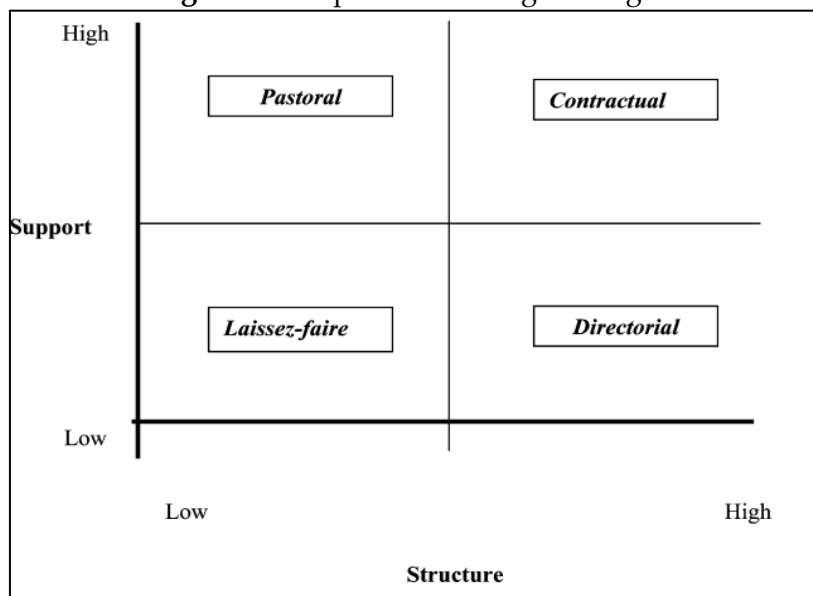 High
Pastoral
Contractual
Support
Laissez-faire
Directorial
Low
Low
High
Structure